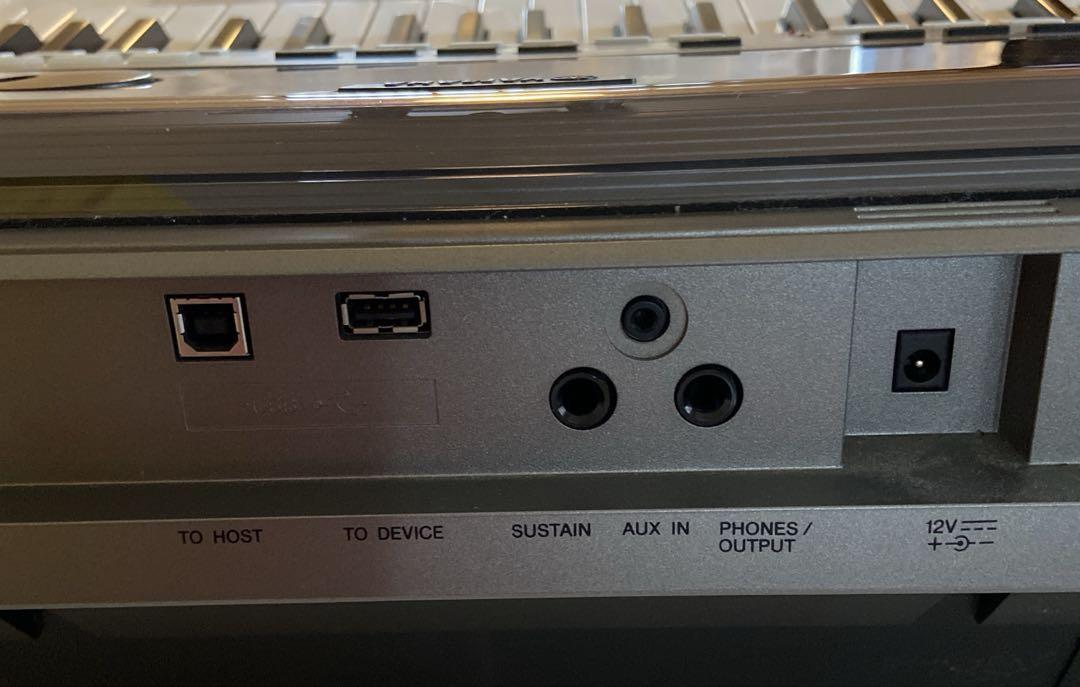 TO HOST
TO DEVICE
SUSTAIN
AUX IN
PHONES /
OUTPUT
12V